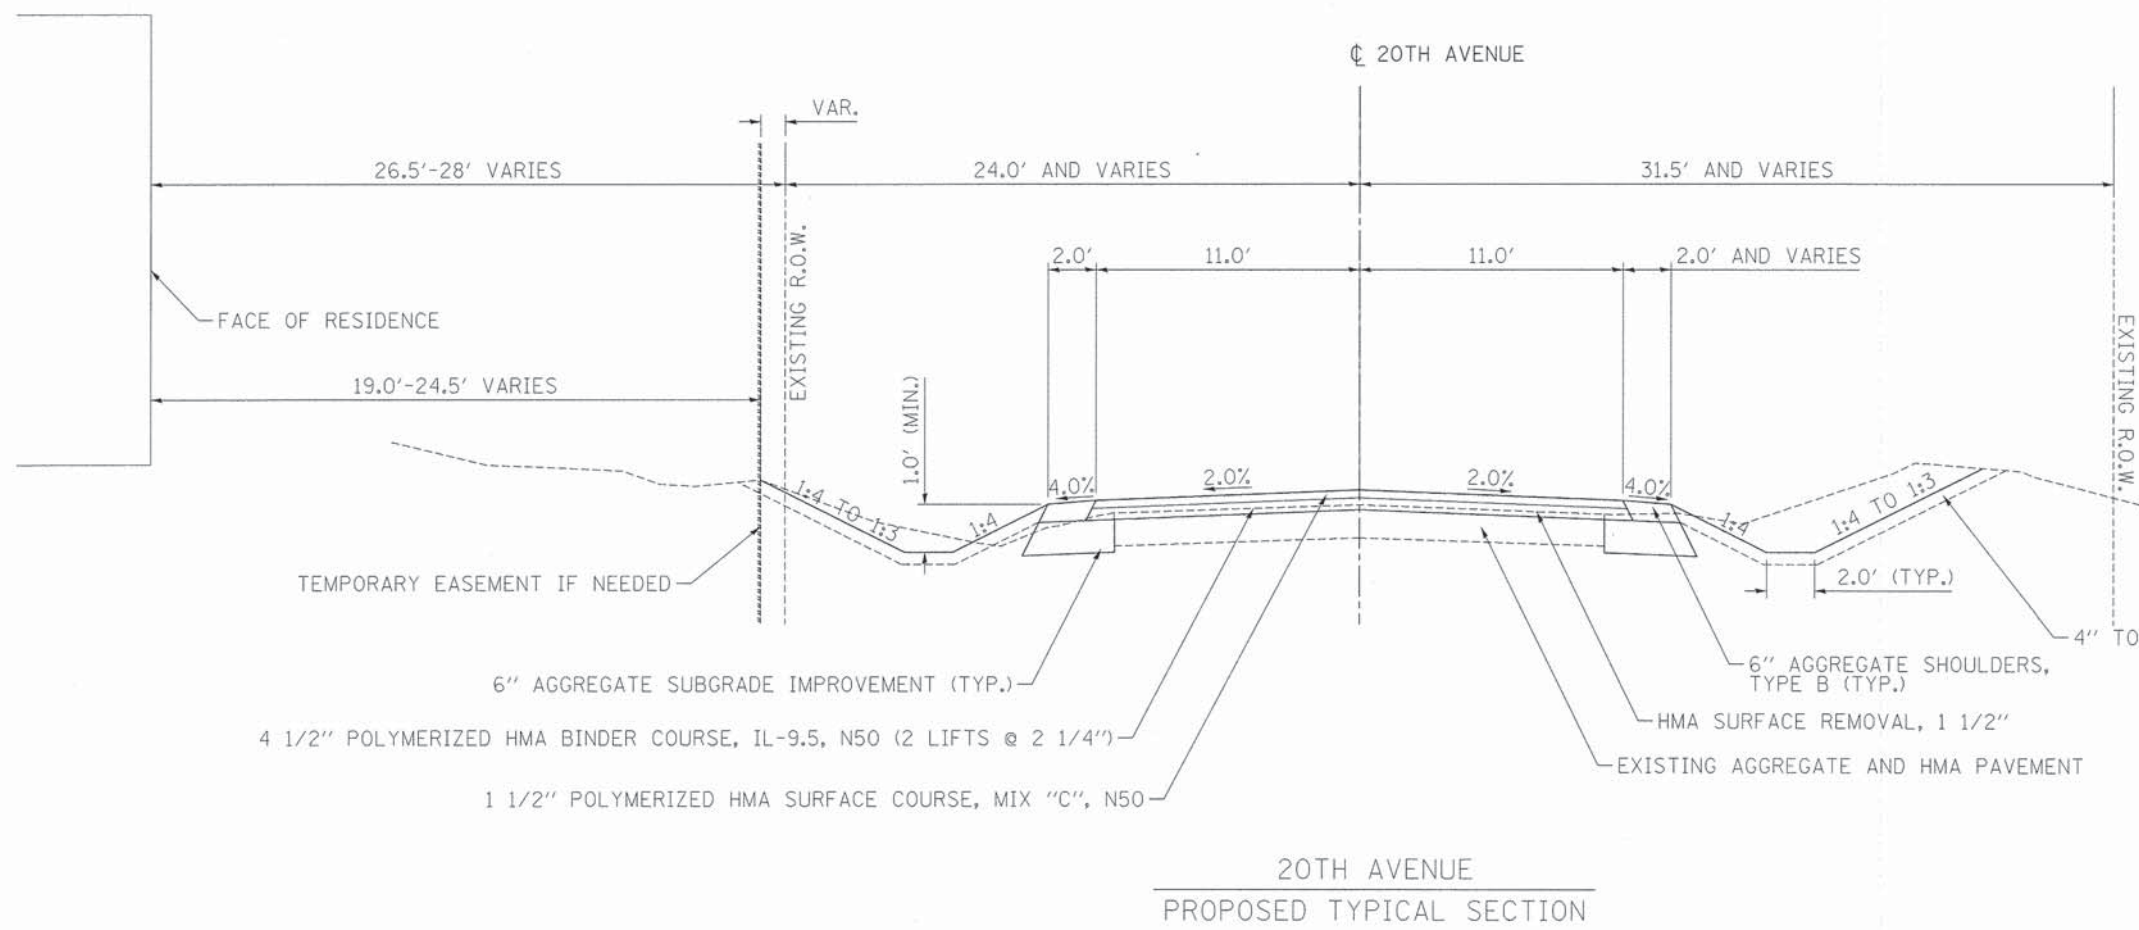 ℄ 20TH AVENUE
VAR.
26.5'-28' VARIES
24.0' AND VARIES
31.5' AND VARIES
2.0'
11.0'
11.0'
2.0' AND VARIES
EXISTING R.O.W.
FACE OF RESIDENCE
EXISTING R.O.W.
19.0'-24.5' VARIES
1.0' (MIN.)
4.0%
2.0%
2.0%
4.0%
1:4 TO 1:3
1:4
1:4
1:4 TO 1:3
TEMPORARY EASEMENT IF NEEDED
2.0' (TYP.)
4" TO
6" AGGREGATE SUBGRADE IMPROVEMENT (TYP.)
6" AGGREGATE SHOULDERS,
TYPE B (TYP.)
4 1/2" POLYMERIZED HMA BINDER COURSE, IL-9.5, N50 (2 LIFTS @ 2 1/4")
HMA SURFACE REMOVAL, 1 1/2"
EXISTING AGGREGATE AND HMA PAVEMENT
1 1/2" POLYMERIZED HMA SURFACE COURSE, MIX "C", N50
20TH AVENUE
PROPOSED TYPICAL SECTION